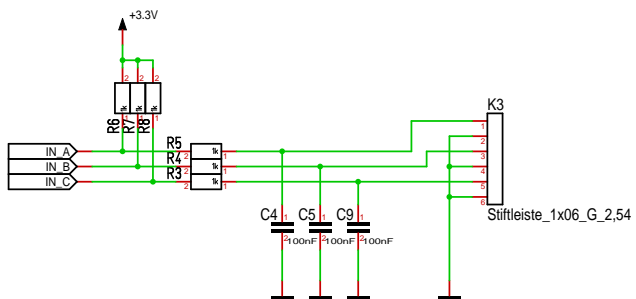 +3.3V
2 2 2
1k 1k 1k
R6 R7 R8
1 1 1
K3
IN_A
IN_B
IN_C
R5
R4
R3
2 1k 1
2 1k 1
2 1k 1
1
2
3
4
5
6
Stiftleiste_1x06_G_2,54
C4 1
2 100nF
C5 1
2 100nF
C9 1
2 100nF